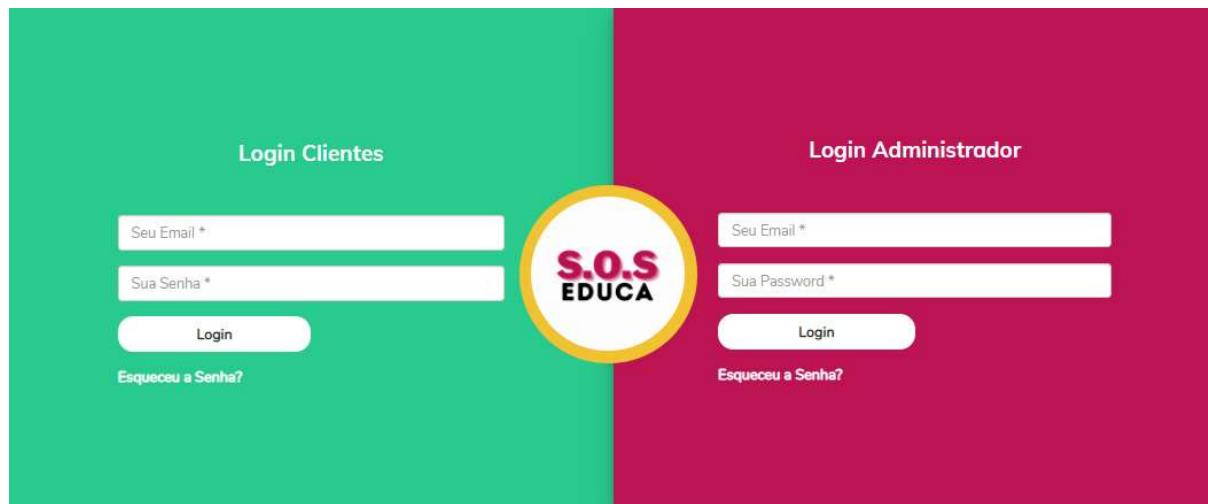 Login Clientes
Seu Email *
Sua Senha *
Login
Esqueceu a Senha?
S.O.S
EDUCA
Login Administrador
Seu Email *
Sua Password *
Login
Esqueceu a Senha?